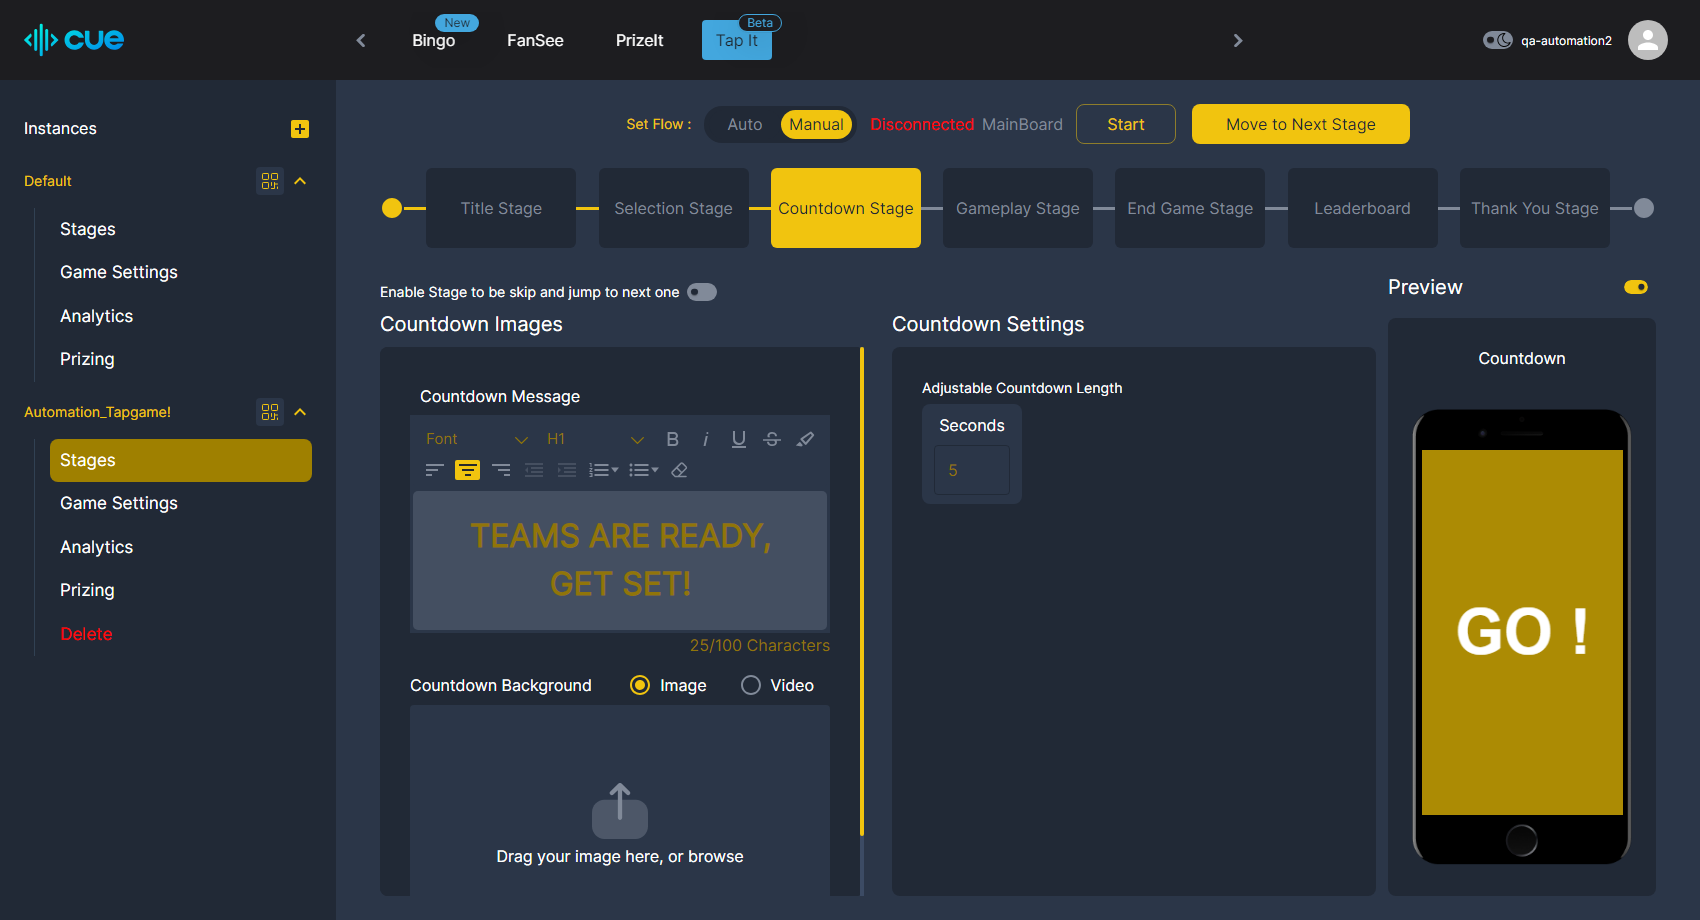 cue
Bingo
New
FanSee
PrizeIt
Tap It
Beta
qa-automation2
Instances
Default
Stages
Game Settings
Analytics
Prizing
Automation_Tapgame!
Stages
Game Settings
Analytics
Prizing
Delete
Set Flow :
Auto
Manual
Disconnected MainBoard
Start
Move to Next Stage
Title Stage
Selection Stage
Countdown Stage
Gameplay Stage
End Game Stage
Leaderboard
Thank You Stage
Enable Stage to be skip and jump to next one
Countdown Images
Countdown Message
Font
H1
B
i
U
S
TEAMS ARE READY,
GET SET!
25/100 Characters
Countdown Background
Image
Video
Drag your image here, or browse
Countdown Settings
Adjustable Countdown Length
Seconds
5
Preview
Countdown
GO !